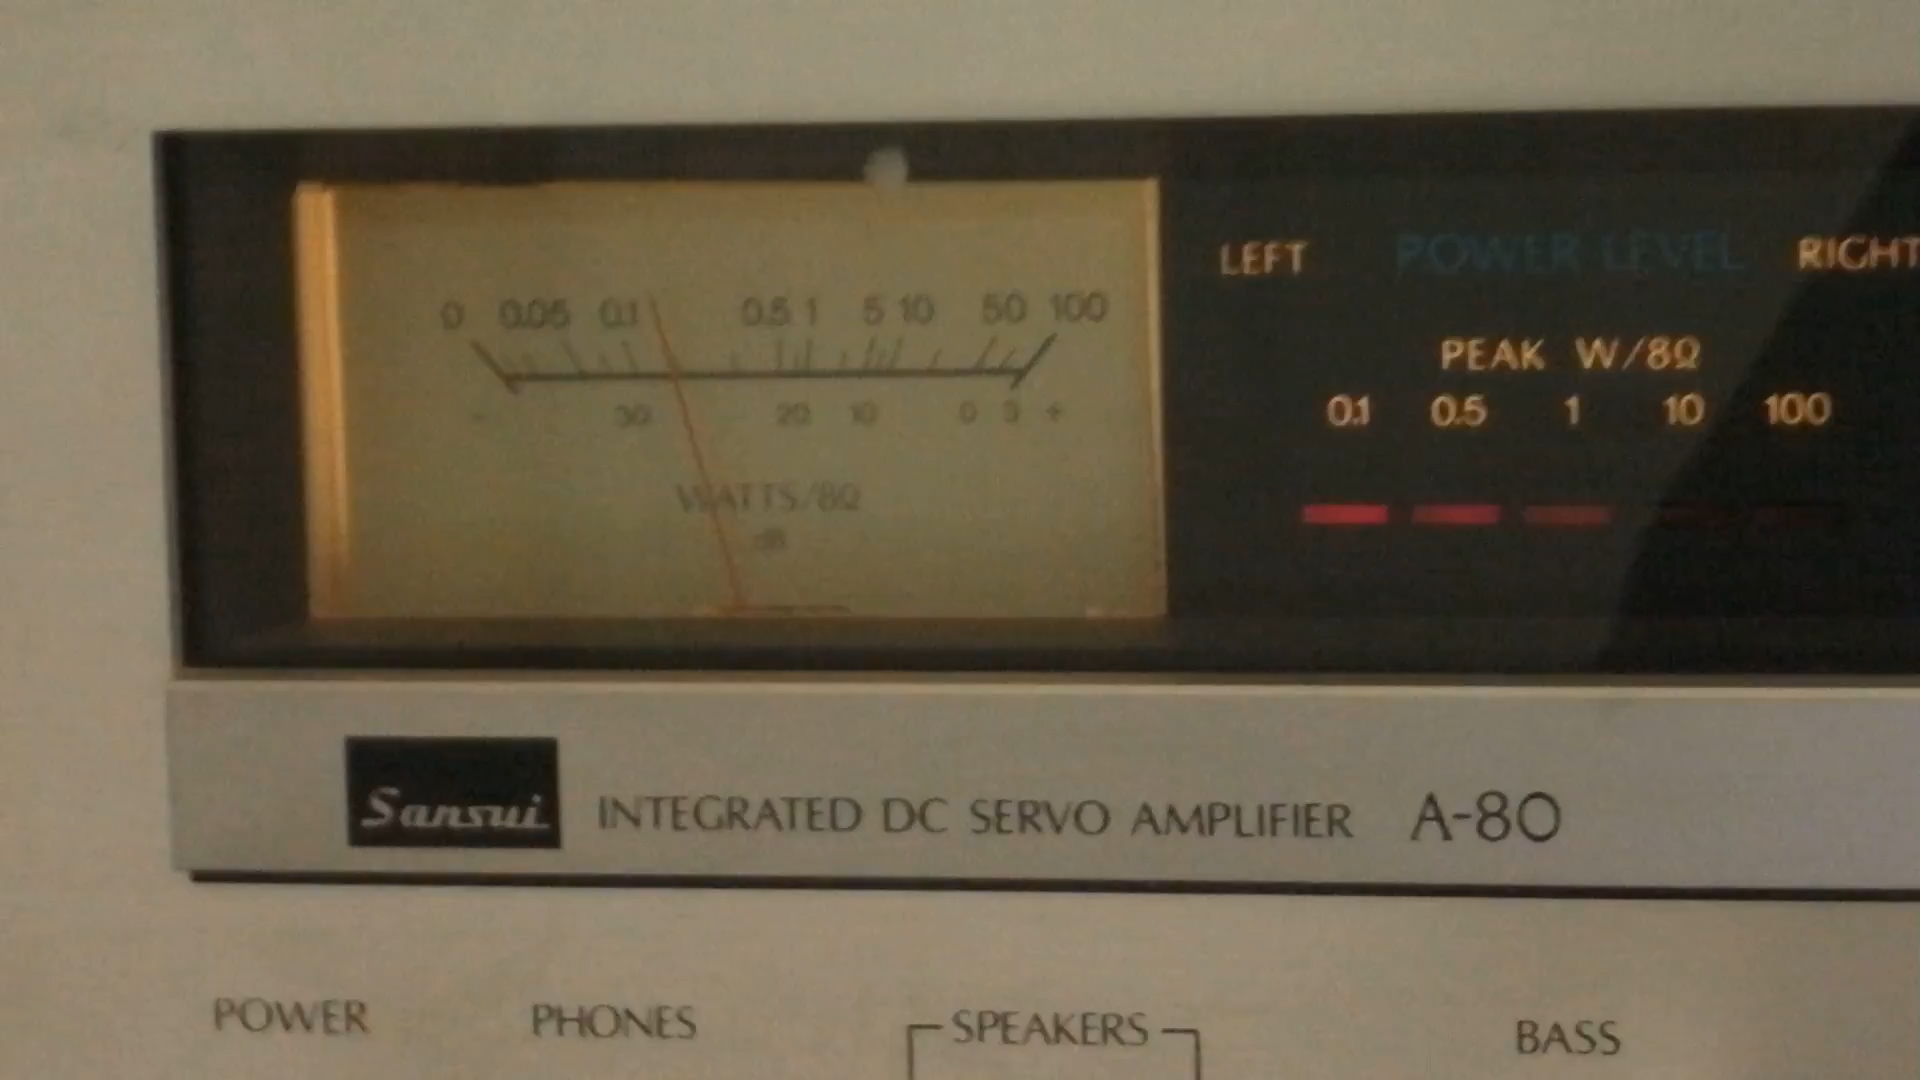 0 0.05 0.1 0.5 1 5 10 50 100
- 30 20 10 0 3 +
WATTS/8Ω
dB
LEFT POWER LEVEL RIGHT
PEAK W/8Ω
0.1 0.5 1 10 100
Sansui INTEGRATED DC SERVO AMPLIFIER A-80
POWER PHONES SPEAKERS BASS